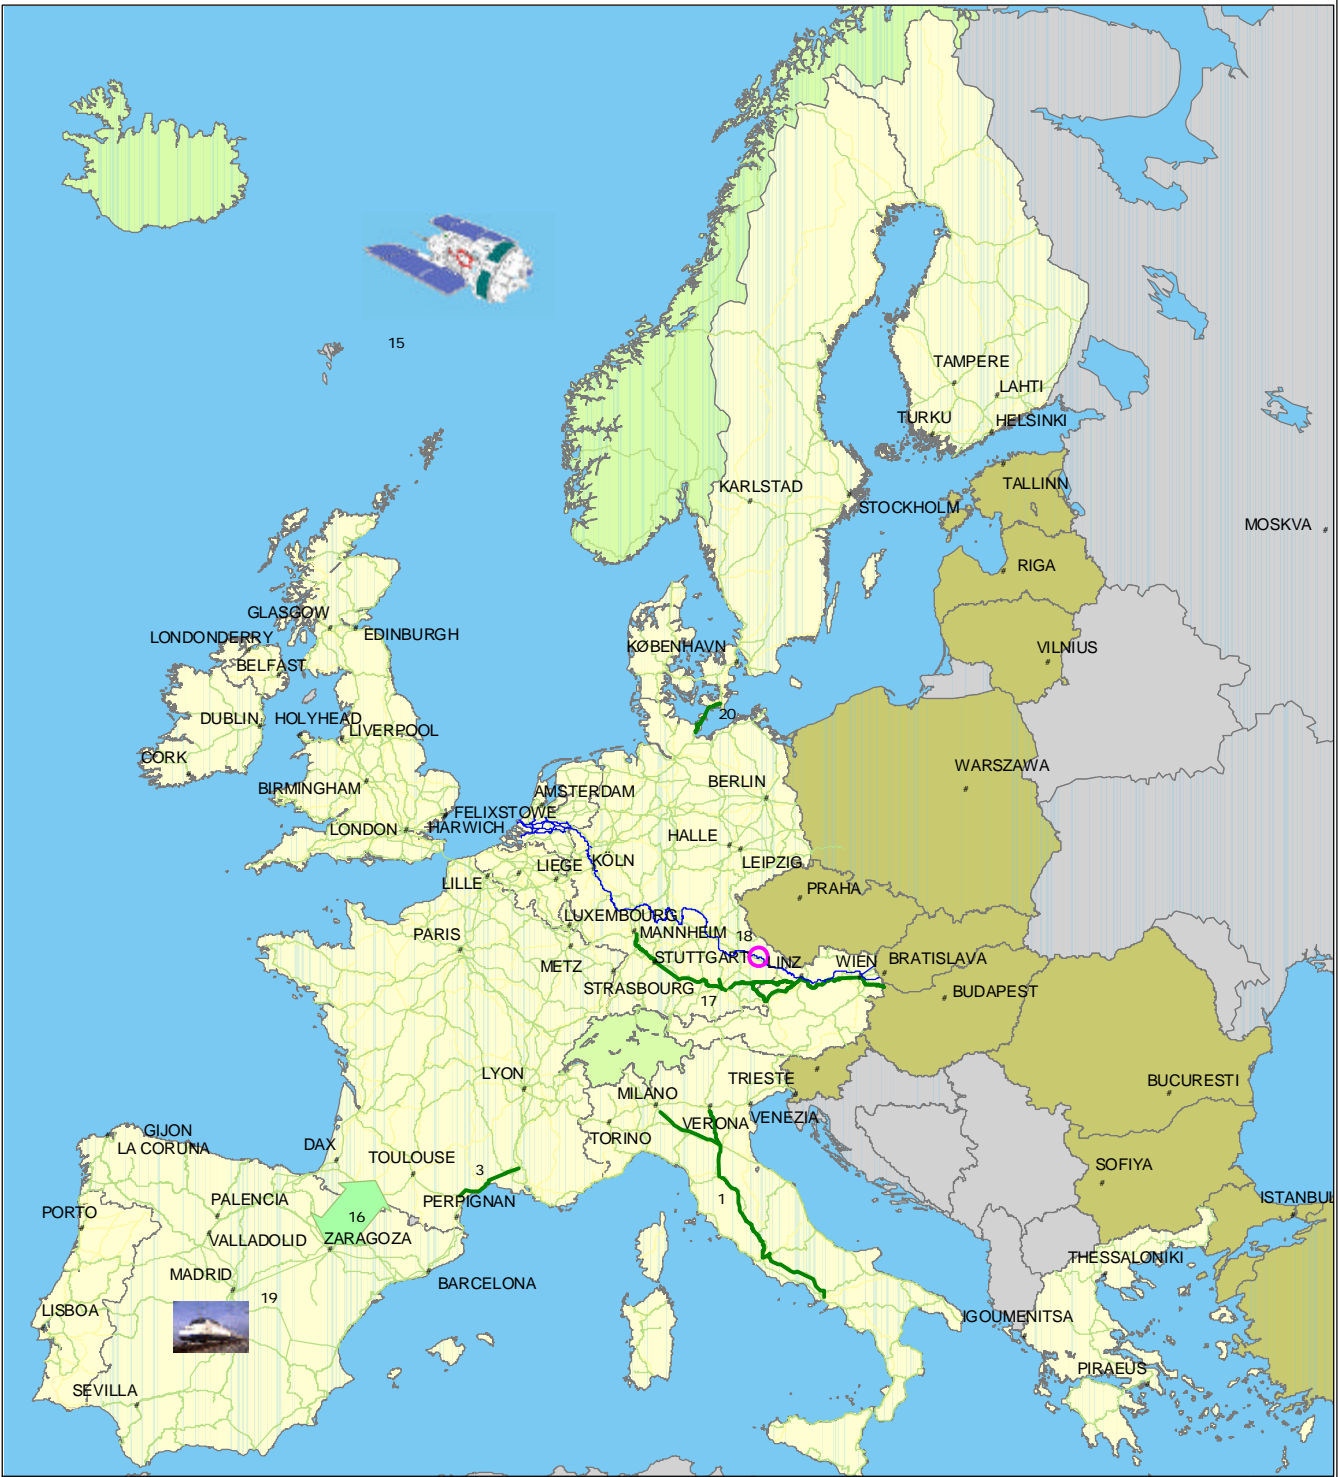 15
TAMPERE
LAHTI
TURKU
HELSINKI
KARLSTAD
TALLINN
STOCKHOLM
MOSKVA
RIGA
GLASGOW
EDINBURGH
LONDONDERRY
KØBENHAVN
VILNIUS
BELFAST
DUBLIN
HOLYHEAD
20
LIVERPOOL
CORK
WARSZAWA
BIRMINGHAM
BERLIN
AMSTERDAM
FELIXSTOWE
LONDON
HARWICH
HALLE
LIEGE
KÖLN
LEIPZIG
LILLE
PRAHA
LUXEMBOURG
PARIS
MANNHEIM
18
STUTTGART
LINZ
WIEN
BRATISLAVA
METZ
STRASBOURG
17
BUDAPEST
LYON
TRIESTE
BUCURESTI
MILANO
VERONA
VENEZIA
GIJON
TORINO
LA CORUNA
DAX
TOULOUSE
3
SOFIYA
PALENCIA
PERPIGNAN
1
ISTANBUL
PORTO
16
VALLADOLID
ZARAGOZA
THESSALONIKI
MADRID
BARCELONA
19
LISBOA
IGOUMENITSA
PIRAEUS
SEVILLA